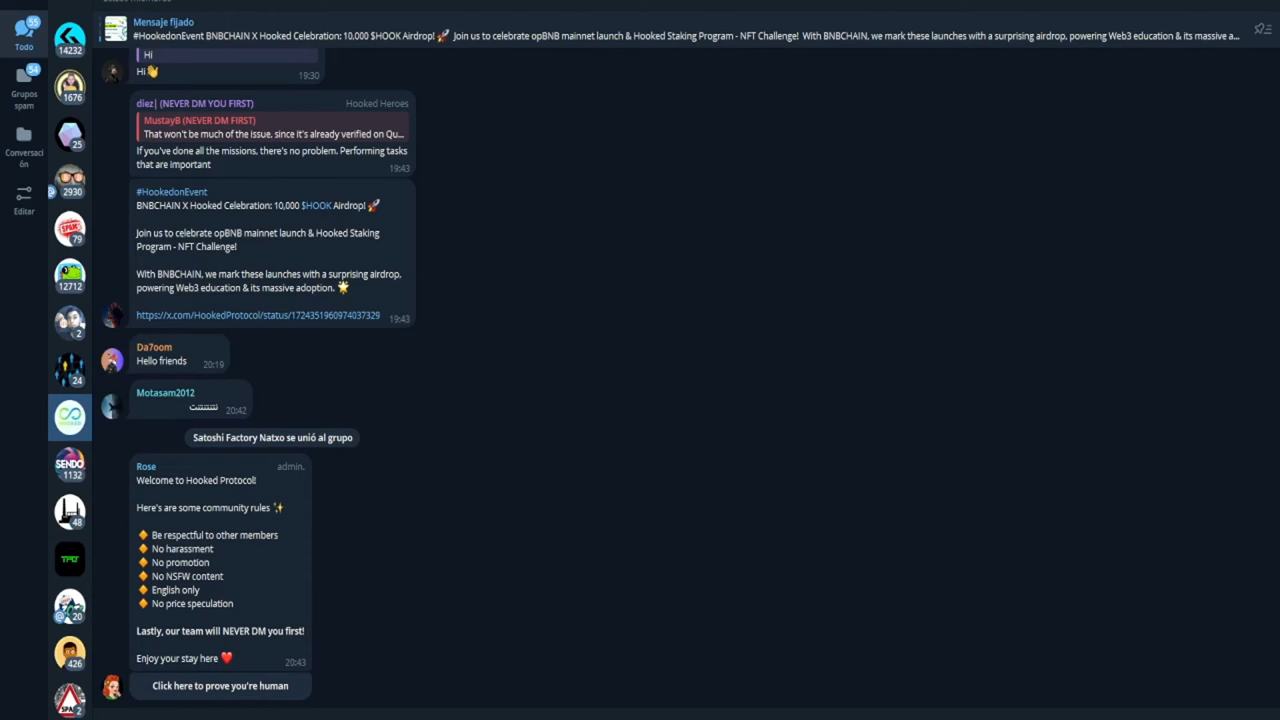 55
Todo
54
Grupos
spam
Conversaci
ón
Editar
14232
1676
25
2930
79
12712
2
24
SENDO
1132
48
20
426
2
Mensaje fijado
#HookedonEvent BNBCHAIN X Hooked Celebration: 10,000 $HOOK Airdrop! 🚀 Join us to celebrate opBNB mainnet launch & Hooked Staking Program - NFT Challenge! With BNBCHAIN, we mark these launches with a surprising airdrop, powering Web3 education & its massive a...
Hi
Hi👋
19:30
diez| (NEVER DM YOU FIRST) Hooked Heroes
MustayB (NEVER DM FIRST)
That won't be much of the issue, since it's already verified on Qu...
If you've done all the missions, there's no problem. Performing tasks
that are important
19:43
#HookedonEvent
BNBCHAIN X Hooked Celebration: 10,000 $HOOK Airdrop! 🚀
Join us to celebrate opBNB mainnet launch & Hooked Staking
Program - NFT Challenge!
With BNBCHAIN, we mark these launches with a surprising airdrop,
powering Web3 education & its massive adoption. 🌟
https://x.com/HookedProtocol/status/1724351960974037329
19:43
Da7oom
Hello friends
20:19
Motasam2012
20:42
Satoshi Factory Natxo se unió al grupo
Rose admin.
Welcome to Hooked Protocol!
Here's are some community rules ✨
🔶 Be respectful to other members
🔶 No harassment
🔶 No promotion
🔶 No NSFW content
🔶 English only
🔶 No price speculation
Lastly, our team will NEVER DM you first!
Enjoy your stay here ❤️
20:43
Click here to prove you're human